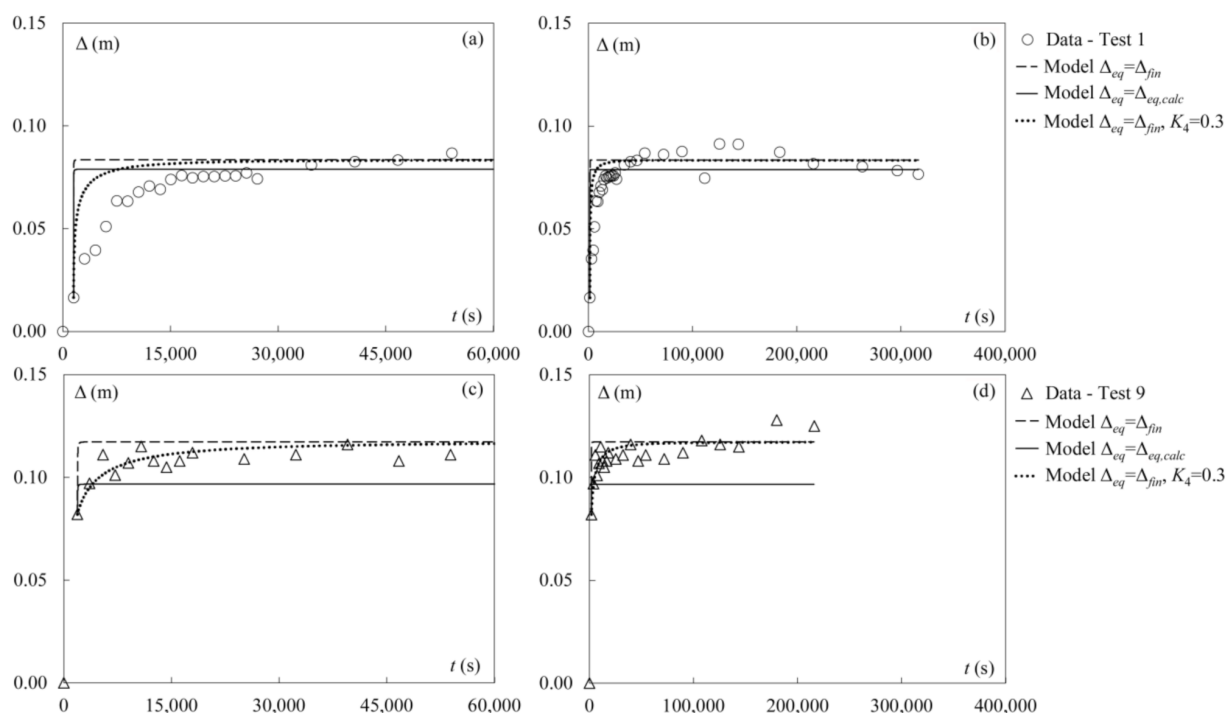 0.15
Δ (m)
(a)
0.10
0.05
0.00
t (s)
0
15,000
30,000
45,000
60,000
0.15
Δ (m)
(b)
0.10
0.05
0.00
t (s)
0
100,000
200,000
300,000
400,000
Data - Test 1
Model Δeq=Δfin
Model Δeq=Δeq,calc
Model Δeq=Δfin, K4=0.3
0.15
Δ (m)
(c)
0.10
0.05
0.00
t (s)
0
15,000
30,000
45,000
60,000
0.15
Δ (m)
(d)
0.10
0.05
0.00
t (s)
0
100,000
200,000
300,000
400,000
Data - Test 9
Model Δeq=Δfin
Model Δeq=Δeq,calc
Model Δeq=Δfin, K4=0.3